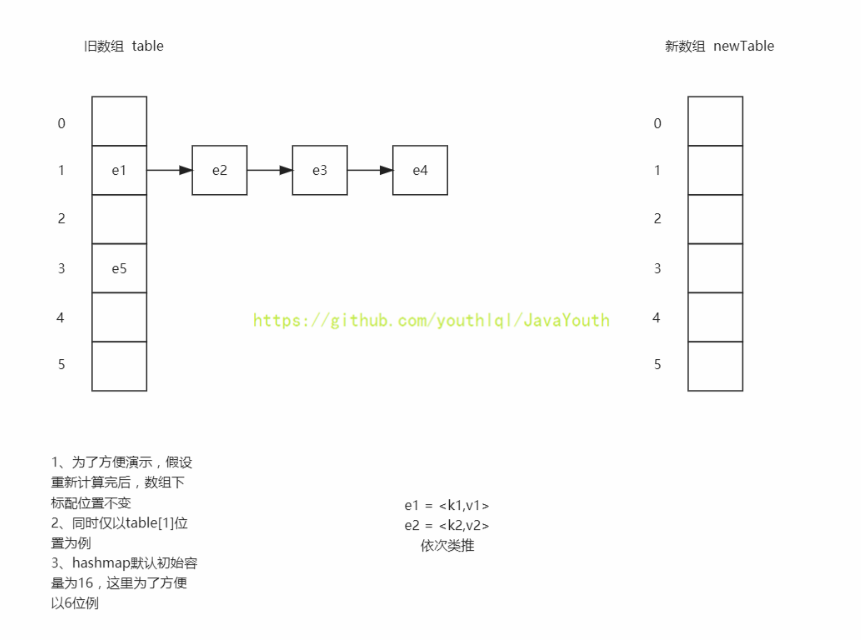 旧数组 table
新数组 newTable
0
0
1
e1
e2
e3
e4
1
2
2
3
e5
3
https://github.com/youthlql/JavaYouth
4
4
5
5
1、为了方便演示，假设
重新计算完后，数组下
标配位置不变
2、同时仅以table[1]位
置为例
3、hashmap默认初始容
量为16，这里为了方便
以6位例
e1 = <k1,v1>
e2 = <k2,v2>
依次类推